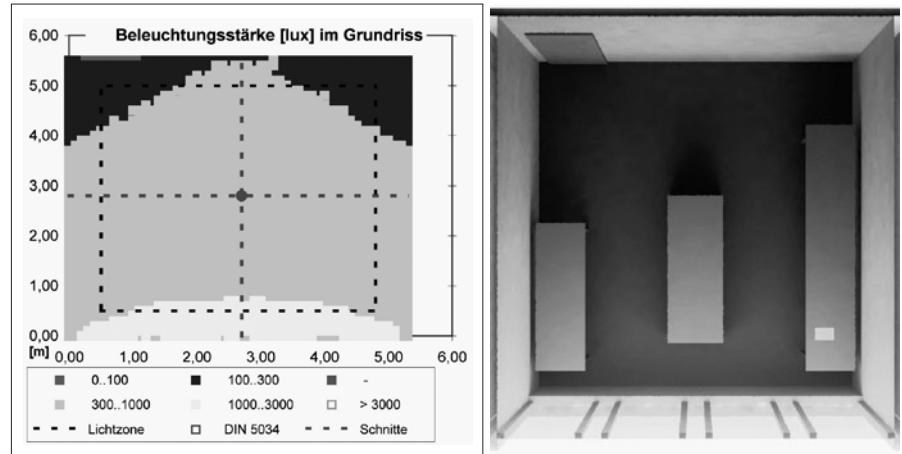 Beleuchtungsstärke [lux] im Grundriss
6,00
5,00
4,00
3,00
2,00
1,00
0,00
[m]
0,00 1,00 2,00 3,00 4,00 5,00 6,00
0..100 100..300 -
300..1000 1000..3000 > 3000
Lichtzone DIN 5034 Schnitte